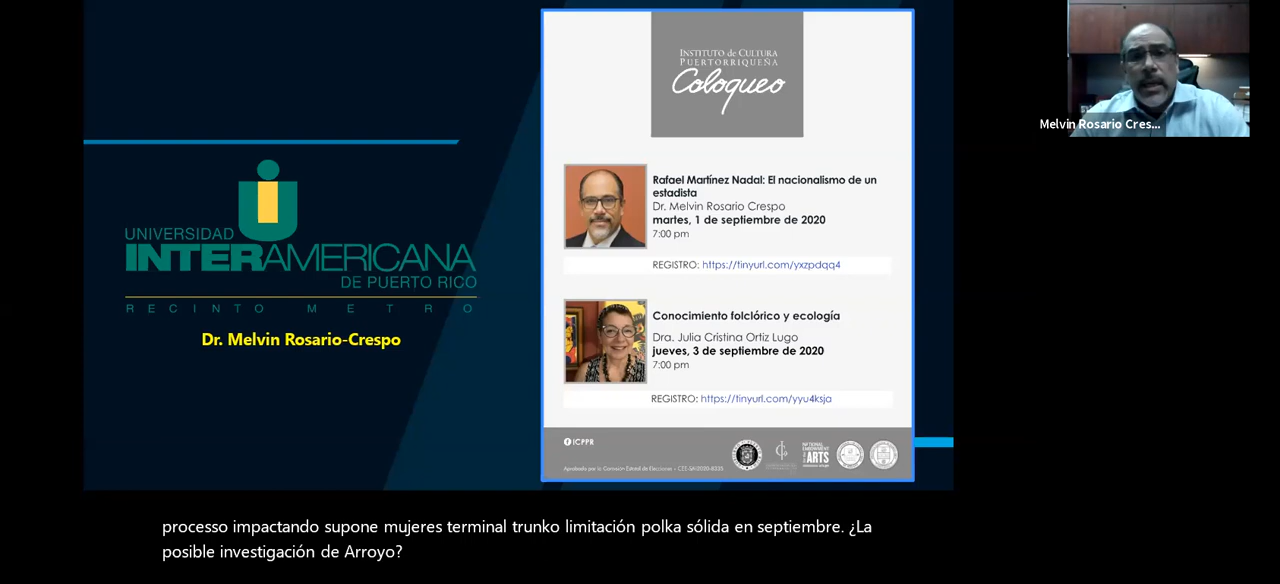 UNIVERSIDAD
INTERAMERICANA
DE PUERTO RICO
RECINTO METRO
Dr. Melvin Rosario-Crespo
INSTITUTO de CULTURA
PUERTORRIQUEÑA
Coloqueo
Rafael Martínez Nadal: El nacionalismo de un
estadista
Dr. Melvin Rosario Crespo
martes, 1 de septiembre de 2020
7:00 pm
REGISTRO: https://tinyurl.com/yxzpdqq4
Conocimiento folclórico y ecología
Dra. Julia Cristina Ortiz Lugo
jueves, 3 de septiembre de 2020
7:00 pm
REGISTRO: https://tinyurl.com/yyu4ksja
ICPPR
NATIONAL
ENDOWMENT
ARTS
Melvin Rosario Cres...
processo impactando supone mujeres terminal trunko limitación polka sólida en septiembre. ¿La
posible investigación de Arroyo?